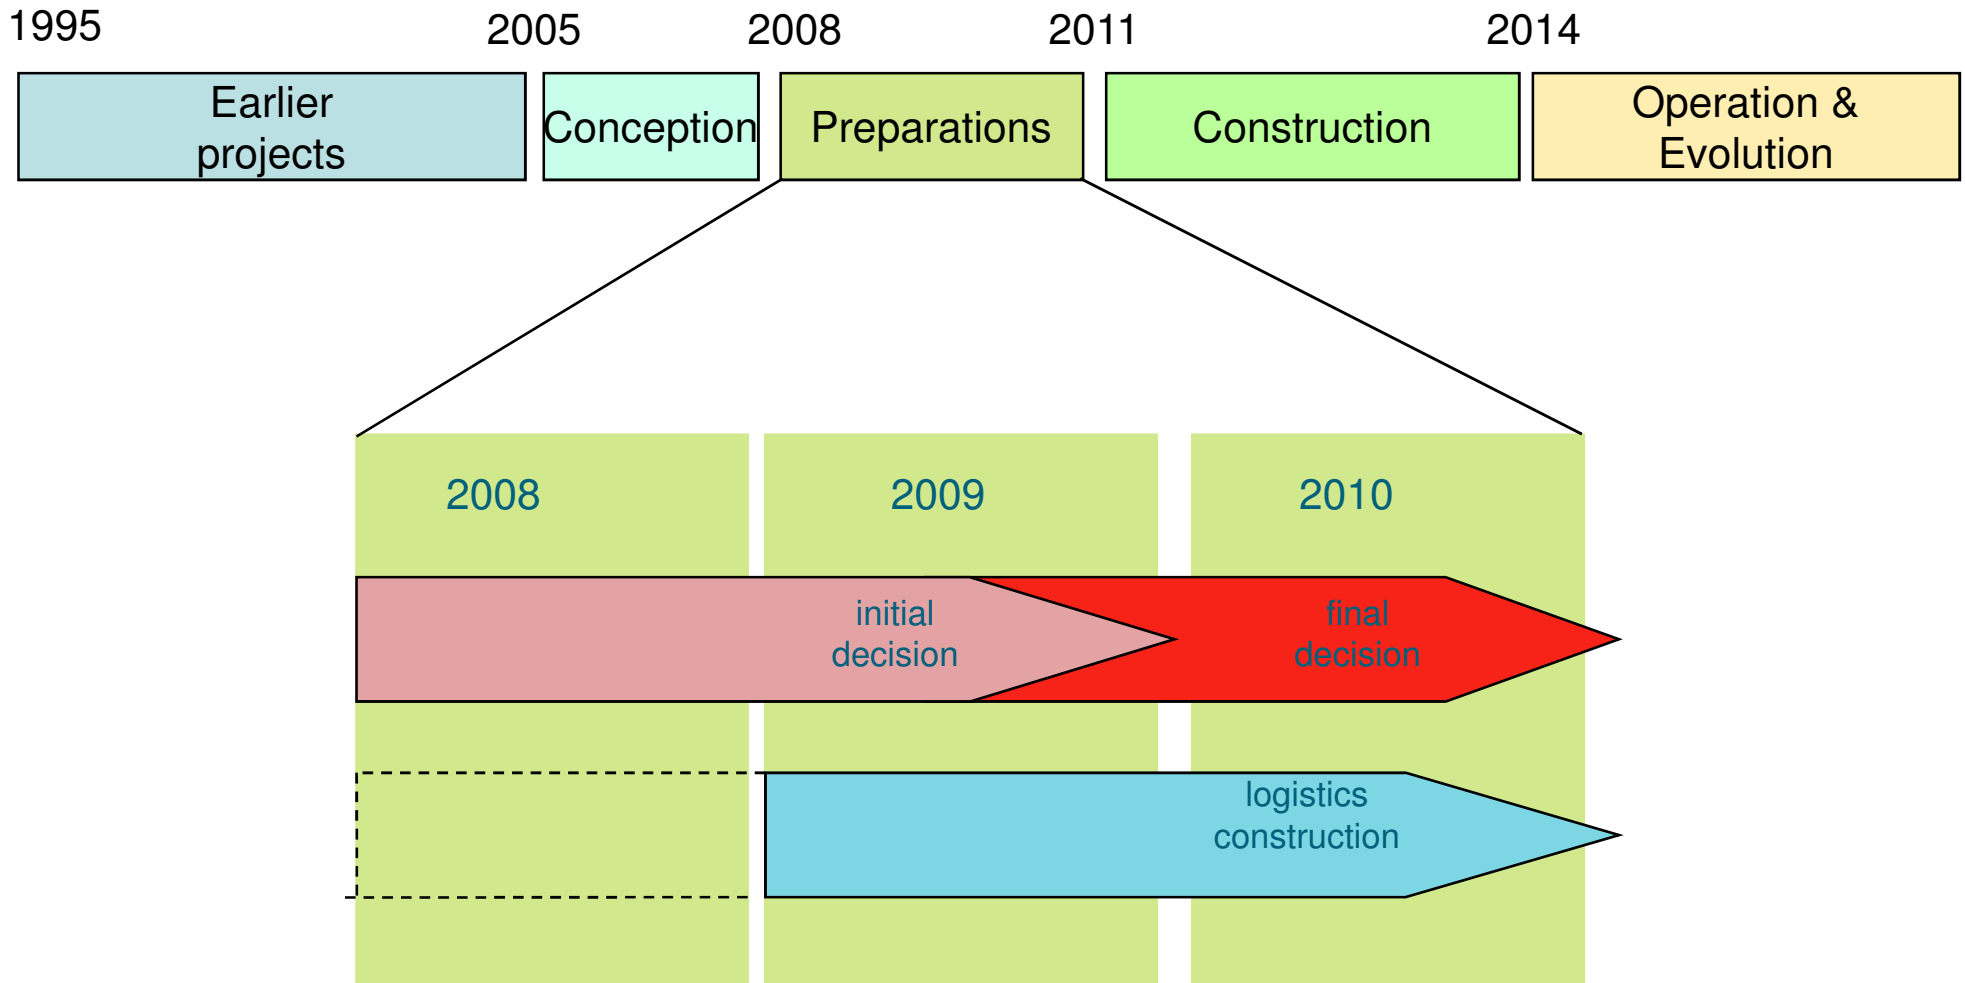 1995
2005
2008
2011
2014
Earlier
projects
Conception
Preparations
Construction
Operation &
Evolution
2008
2009
2010
initial
decision
final
decision
logistics
construction